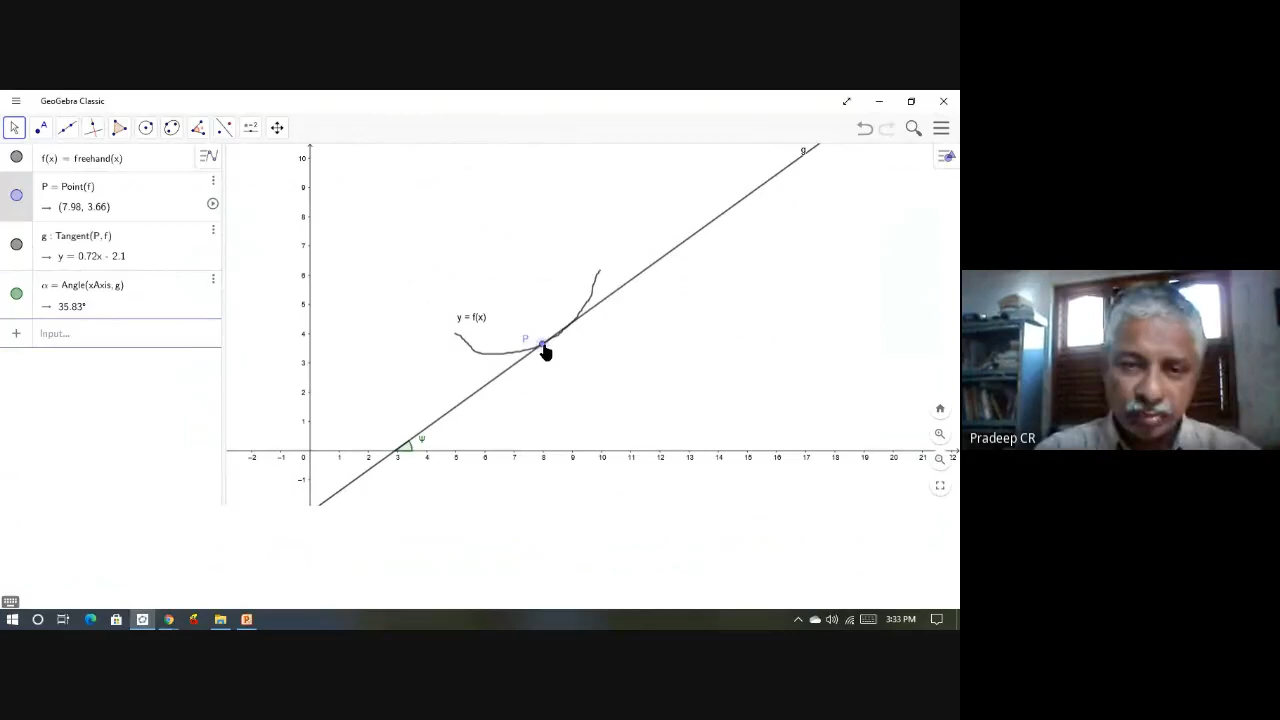 GeoGebra Classic
f(x) = freehand(x)
P = Point(f)
→ (7.98, 3.66)
g : Tangent(P, f)
→ y = 0.72x - 2.1
α = Angle(xAxis, g)
→ 35.83°
Input...
g
10
9
8
7
6
5
4
3
2
1
-1
y = f(x)
P
ψ
-2 -1 0 1 2 3 4 5 6 7 8 9 10 11 12 13 14 15 16 17 18 19 20 21 22
Pradeep CR
3:33 PM